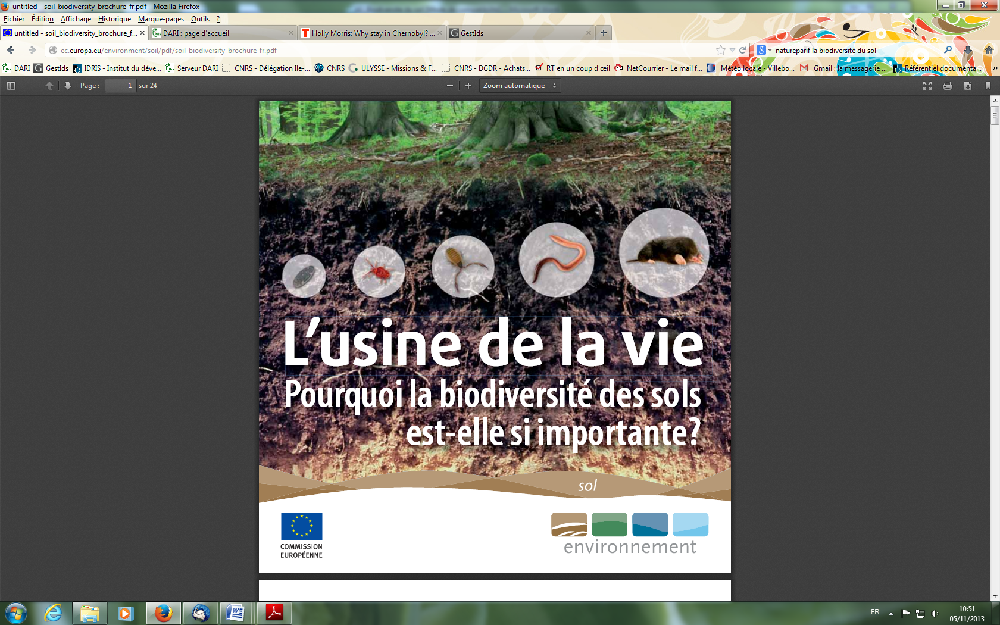 untitled - soil_biodiversity_brochure_fr.pdf - Mozilla Firefox
Fichier Édition Affichage Historique Marque-pages Outils ?
untitled - soil_biodiversity_brochure_f... DARI : page d'accueil Holly Morris: Why stay in Chernobyl? ... GestIds
ec.europa.eu/environment/soil/pdf/soil_biodiversity_brochure_fr.pdf natureparif la biodiversité du sol
DARI GestIds IDRIS - Institut du déve... Serveur DARI CNRS - Délégation Ile-... CNRS ULYSSE - Missions & F... CNRS - DGDR - Achats... RT en un coup d'œil NetCourrier - Le mail f... Météo locale - Villebo... Gmail : la messagerie ... Référentiel documenta... »
Page : 1 sur 24 Zoom automatique
L'usine de la vie
Pourquoi la biodiversité des sols
est-elle si importante?
sol
COMMISSION
EUROPÉENNE
environnement
FR
10:51
05/11/2013